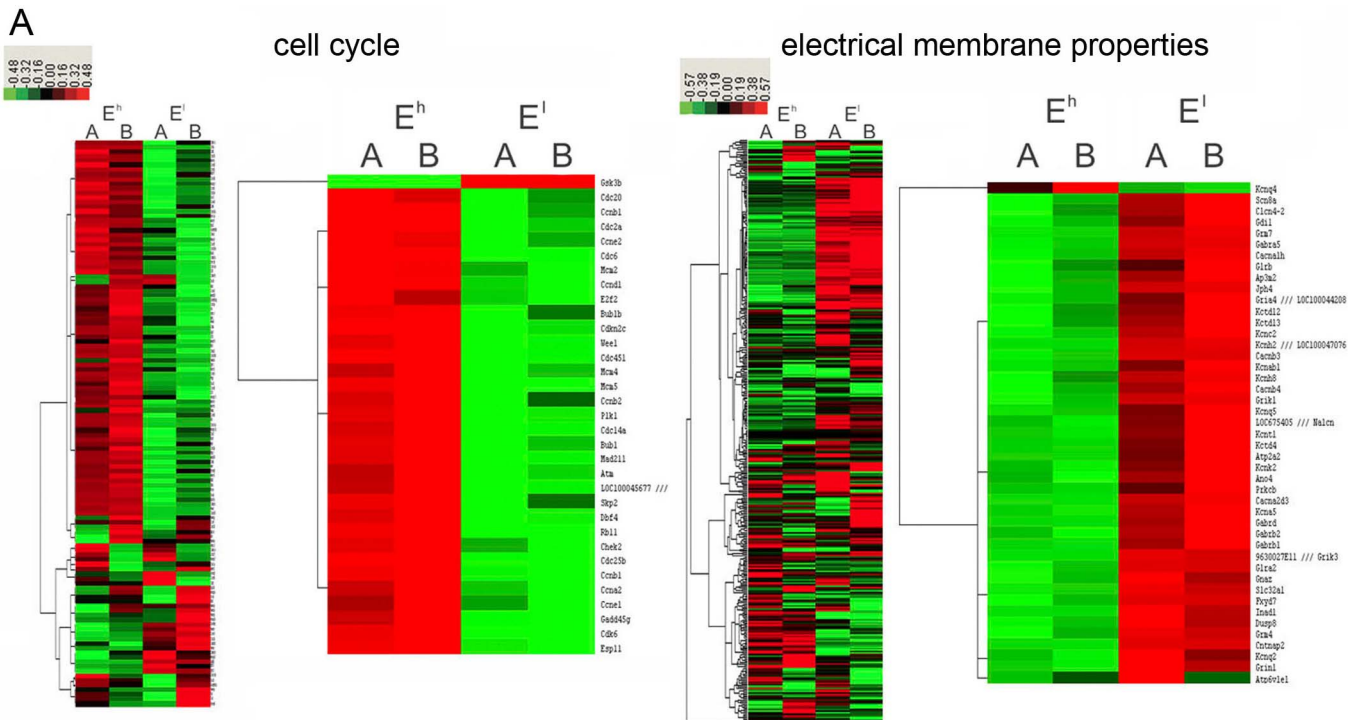 A
cell cycle
electrical membrane properties
-0.48
-0.32
-0.16
0.00
0.16
0.32
0.48
-0.57
-0.38
-0.19
0.00
0.19
0.38
0.57
E^h E^l
A B A B
E^h E^l
A B A B
Gsk3b
Cdc20
Ccnb1
Cdc2a
Ccne2
Cdc6
Mcm2
Ccnd1
E2f2
Bub1b
Cdkn2c
Wee1
Cdc45l
Mcm4
Mcm5
Ccnb2
Plk1
Cdc14a
Bub1
Mad2l1
Atm
LOC100045677 ///
Skp2
Dbf4
Rbl1
Chek2
Cdc25b
Ccnb1
Ccna2
Ccne1
Gadd45g
Cdk6
Espl1
E^h E^l
A B A B
E^h E^l
A B A B
Kcnq4
Scn8a
Clcn4-2
Gdi1
Grm7
Gabra5
Cacna1h
Glrb
Ap3m2
Jph4
Gria4 /// LOC100044208
Kctd12
Kctd13
Kcnc2
Kcnh2 /// LOC100047076
Cacnb3
Kcnab1
Kcnh8
Cacnb4
Grik1
Kcnq5
LOC675405 /// Nalcn
Kcnt1
Kctd4
Atp2a2
Kcnk2
Ano4
Prkcb
Cacna2d3
Kcna5
Gabrd
Gabrb2
Gabrb1
9630027E11 /// Grik3
Glra2
Gnaz
Slc32a1
Fxyd7
Inadl
Dusp8
Grm4
Cntnap2
Kcnq2
Grin1
Atp6v1e1